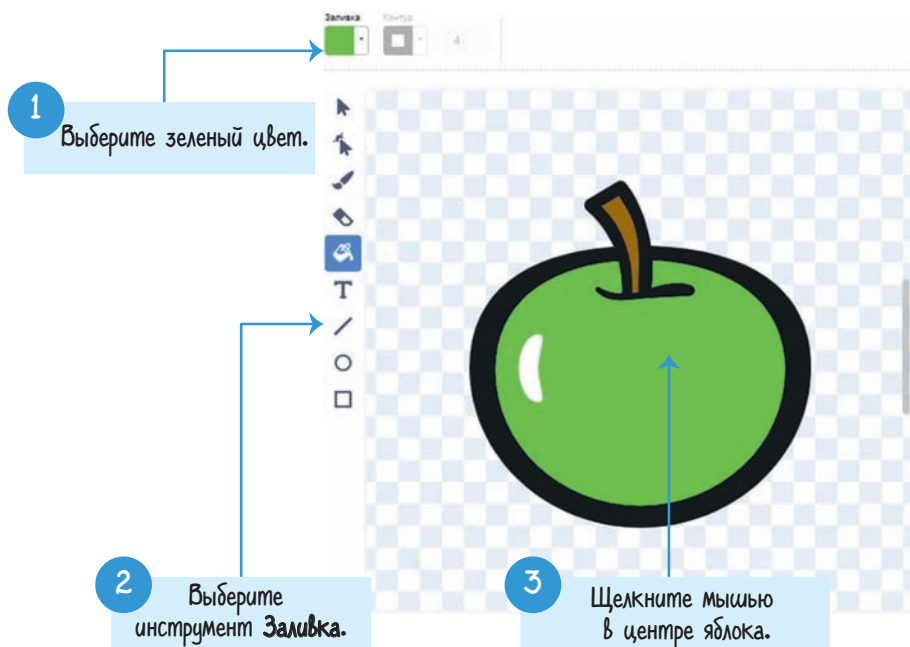 Заливка Контур
4
1
Выберите зеленый цвет.
T
2
Выберите
инструмент Заливка.
3
Щелкните мышью
в центре яблока.